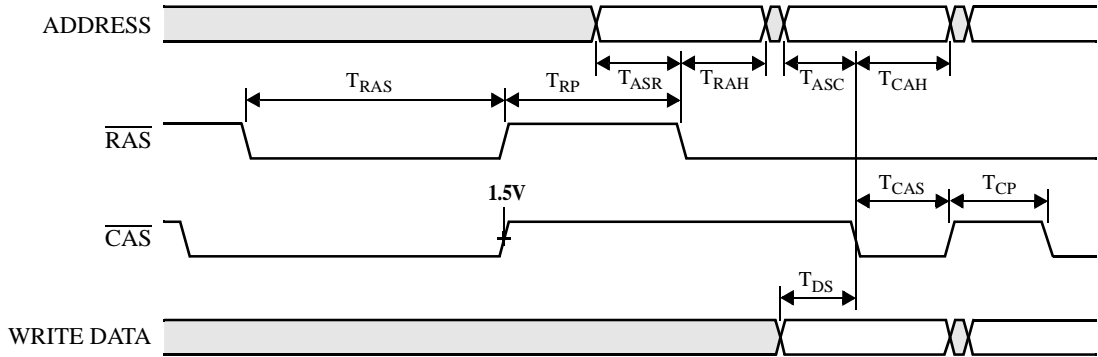 ADDRESS
T_ASR T_RAH T_ASC T_CAH
T_RAS T_RP
RAS
T_CAS T_CP
1.5V
CAS
T_DS
WRITE DATA